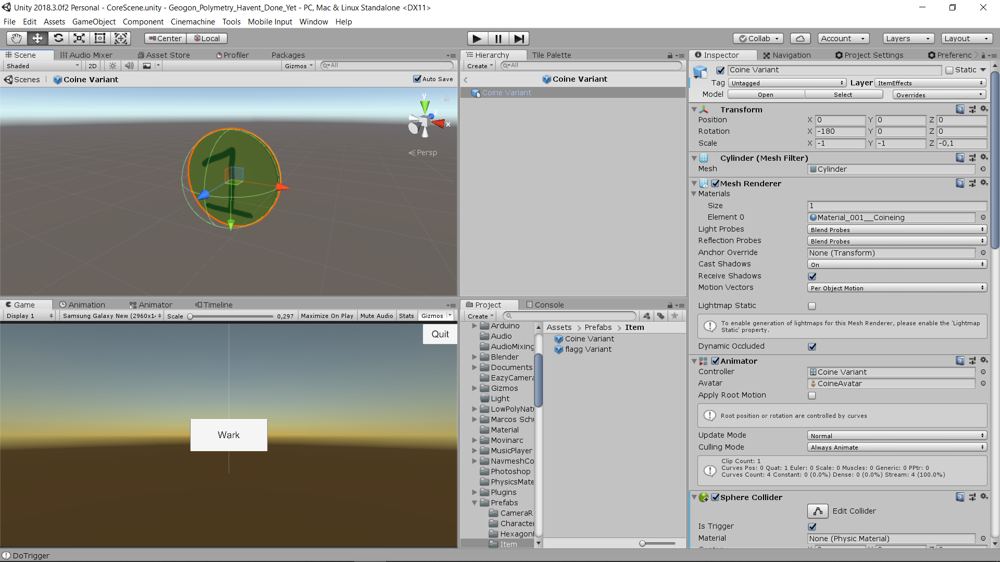 Unity 2018.3.0f2 Personal - CoreScene.unity - Geogon_Polymetry_Havent_Done_Yet - PC, Mac & Linux Standalone <DX11>
File Edit Assets GameObject Component Cinemachine Tools Mobile Input Window Help
Center Local Collab Account Layers Layout
Scene Audio Mixer Asset Store Profiler Packages
Shaded 2D Gizmos All
Scenes Coine Variant Auto Save
y
x
Persp
1
Hierarchy Tile Palette
Create All
Coine Variant
Coine Variant
Game Animation Animator Timeline
Display 1 Samsung Galaxy New (2960x1 Scale 0,297 Maximize On Play Mute Audio Stats Gizmos
Quit
Wark
Project Console
Create
Arduino
Audio
AudioMixing
Blender
Documents
EazyCamera
Gizmos
Light
LowPolyNatu
Marcos Sch
Material
Movinarc
MusicPlayer
NavmeshCo
Photoshop
PhysicsMate
Plugins
Prefabs
CameraR
Character
Hexagon
Item
Assets Prefabs Item
Coine Variant
flagg Variant
Inspector Navigation Project Settings Preferenc
Coine Variant Static
Tag Untagged Layer ItemEffects
Model Open Select Overrides
Transform
Position X 0 Y 0 Z 0
Rotation X -180 Y 0 Z 0
Scale X -1 Y -1 Z -0,1
Cylinder (Mesh Filter)
Mesh Cylinder
Mesh Renderer
Materials
Size 1
Element 0 Material_001__Coineing
Light Probes Blend Probes
Reflection Probes Blend Probes
Anchor Override None (Transform)
Cast Shadows On
Receive Shadows
Motion Vectors Per Object Motion
Lightmap Static
To enable generation of lightmaps for this Mesh Renderer, please enable the 'Lightmap
Static' property.
Dynamic Occluded
Animator
Controller Coine Variant
Avatar CoineAvatar
Apply Root Motion
Root position or rotation are controlled by curves
Update Mode Normal
Culling Mode Always Animate
Clip Count: 1
Curves Pos: 0 Quat: 1 Euler: 0 Scale: 0 Muscles: 0 Generic: 0 PPtr: 0
Curves Count: 4 Constant: 0 (0.0%) Dense: 0 (0.0%) Stream: 4 (100.0%)
Sphere Collider
Edit Collider
Is Trigger
Material None (Physic Material)
DoTrigger